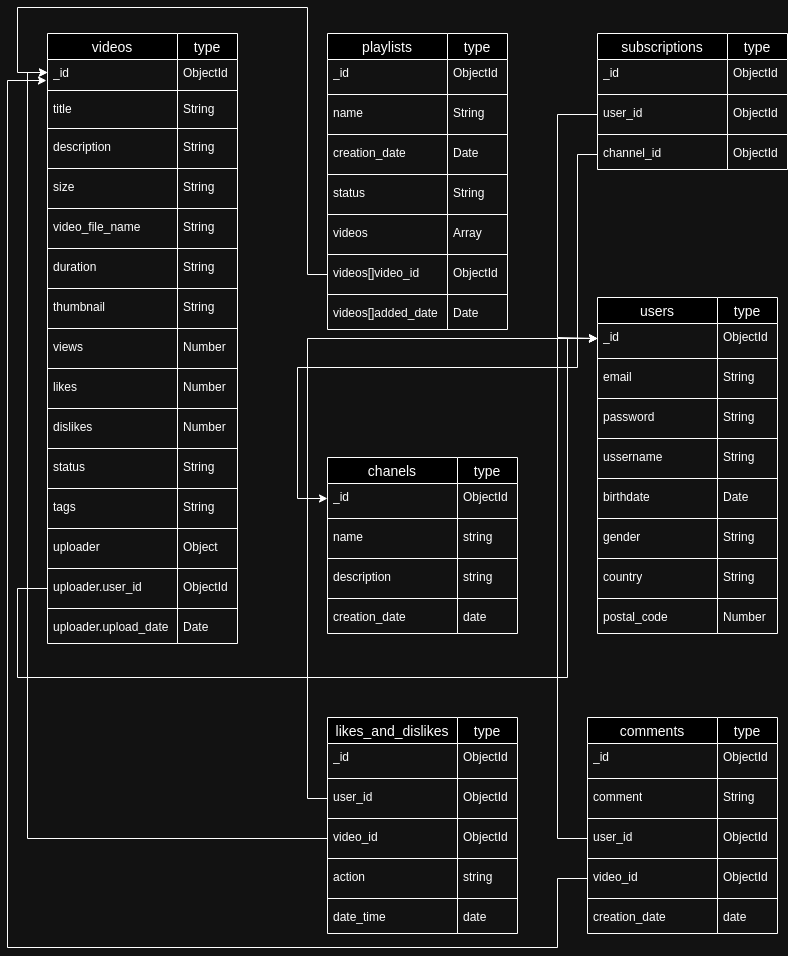 videos type
_id ObjectId
title String
description String
size String
video_file_name String
duration String
thumbnail String
views Number
likes Number
dislikes Number
status String
tags String
uploader Object
uploader.user_id ObjectId
uploader.upload_date Date
playlists type
_id ObjectId
name String
creation_date Date
status String
videos Array
videos[]video_id ObjectId
videos[]added_date Date
subscriptions type
_id ObjectId
user_id ObjectId
channel_id ObjectId
users type
_id ObjectId
email String
password String
ussername String
birthdate Date
gender String
country String
postal_code Number
chanels type
_id ObjectId
name string
description string
creation_date date
likes_and_dislikes type
_id ObjectId
user_id ObjectId
video_id ObjectId
action string
date_time date
comments type
_id ObjectId
comment String
user_id ObjectId
video_id ObjectId
creation_date date